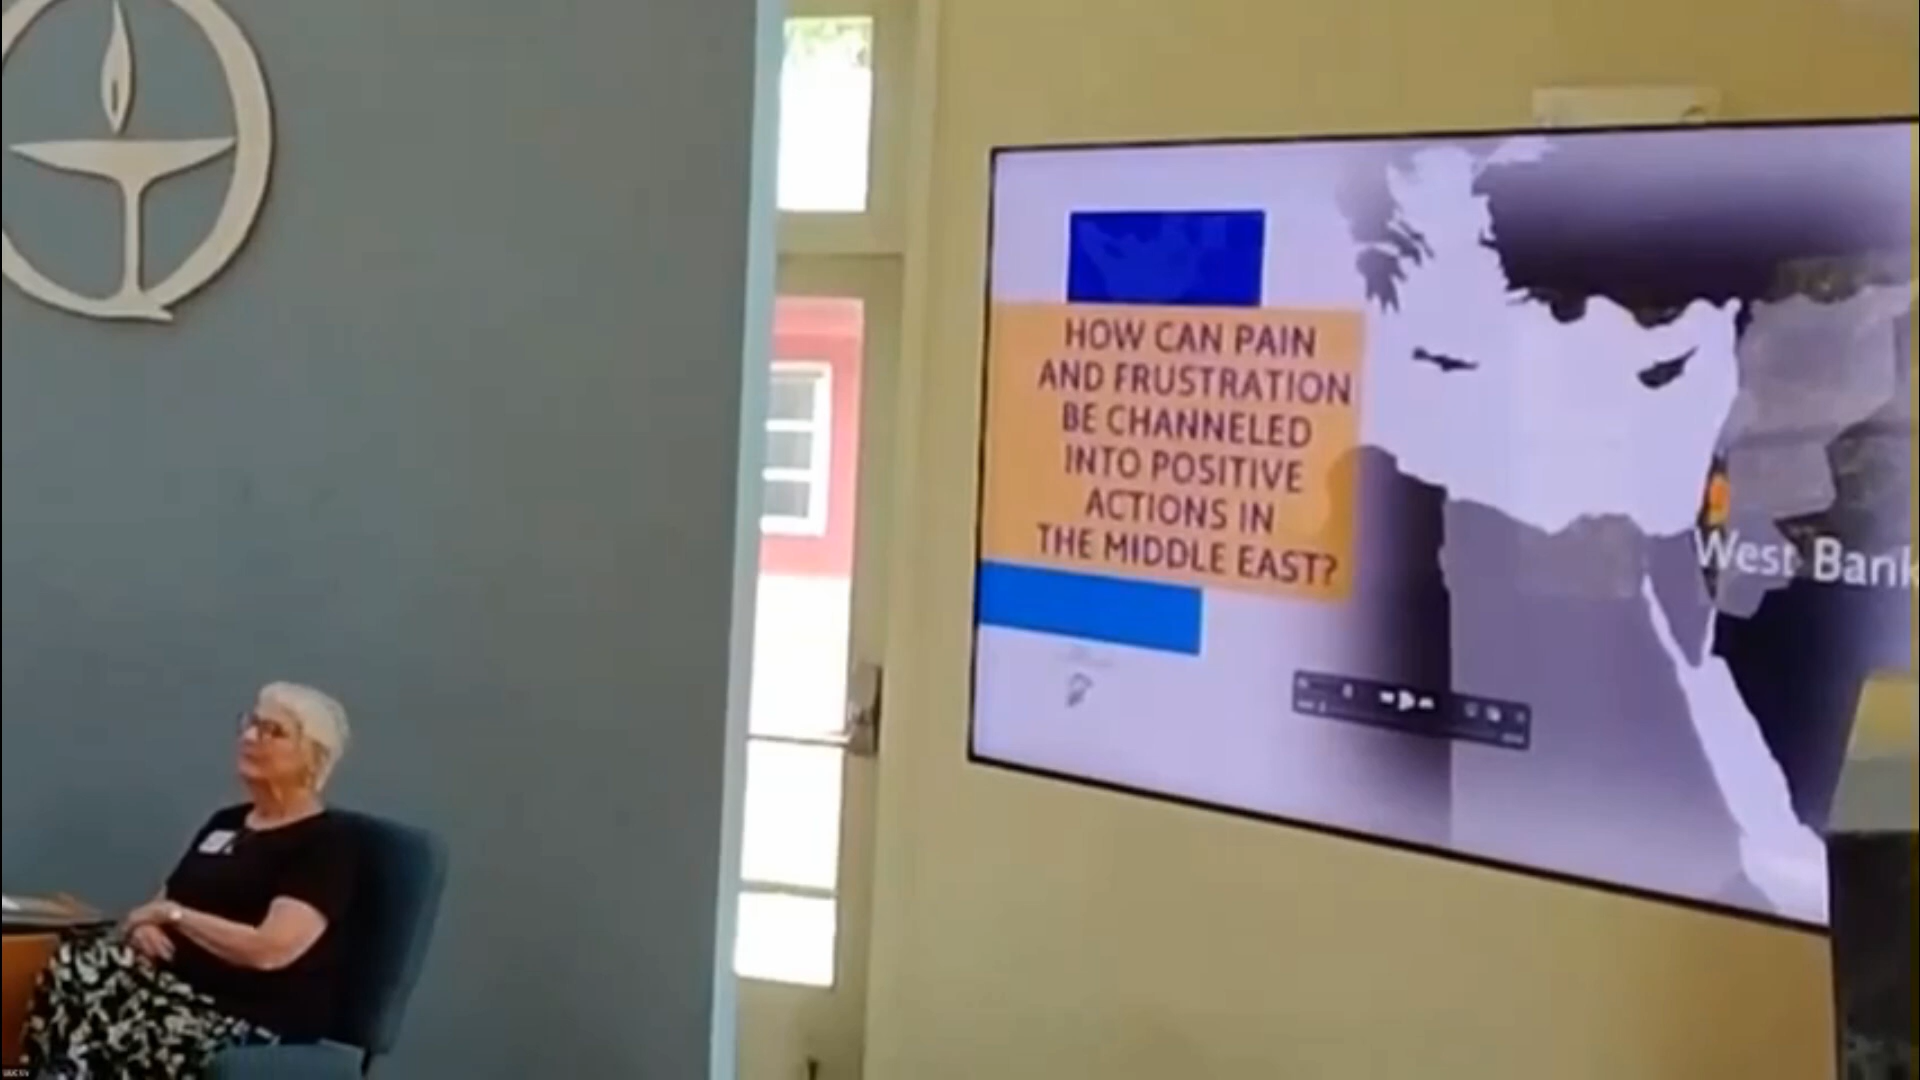 HOW CAN PAIN
AND FRUSTRATION
BE CHANNELED
INTO POSITIVE
ACTIONS IN
THE MIDDLE EAST?
West Bank